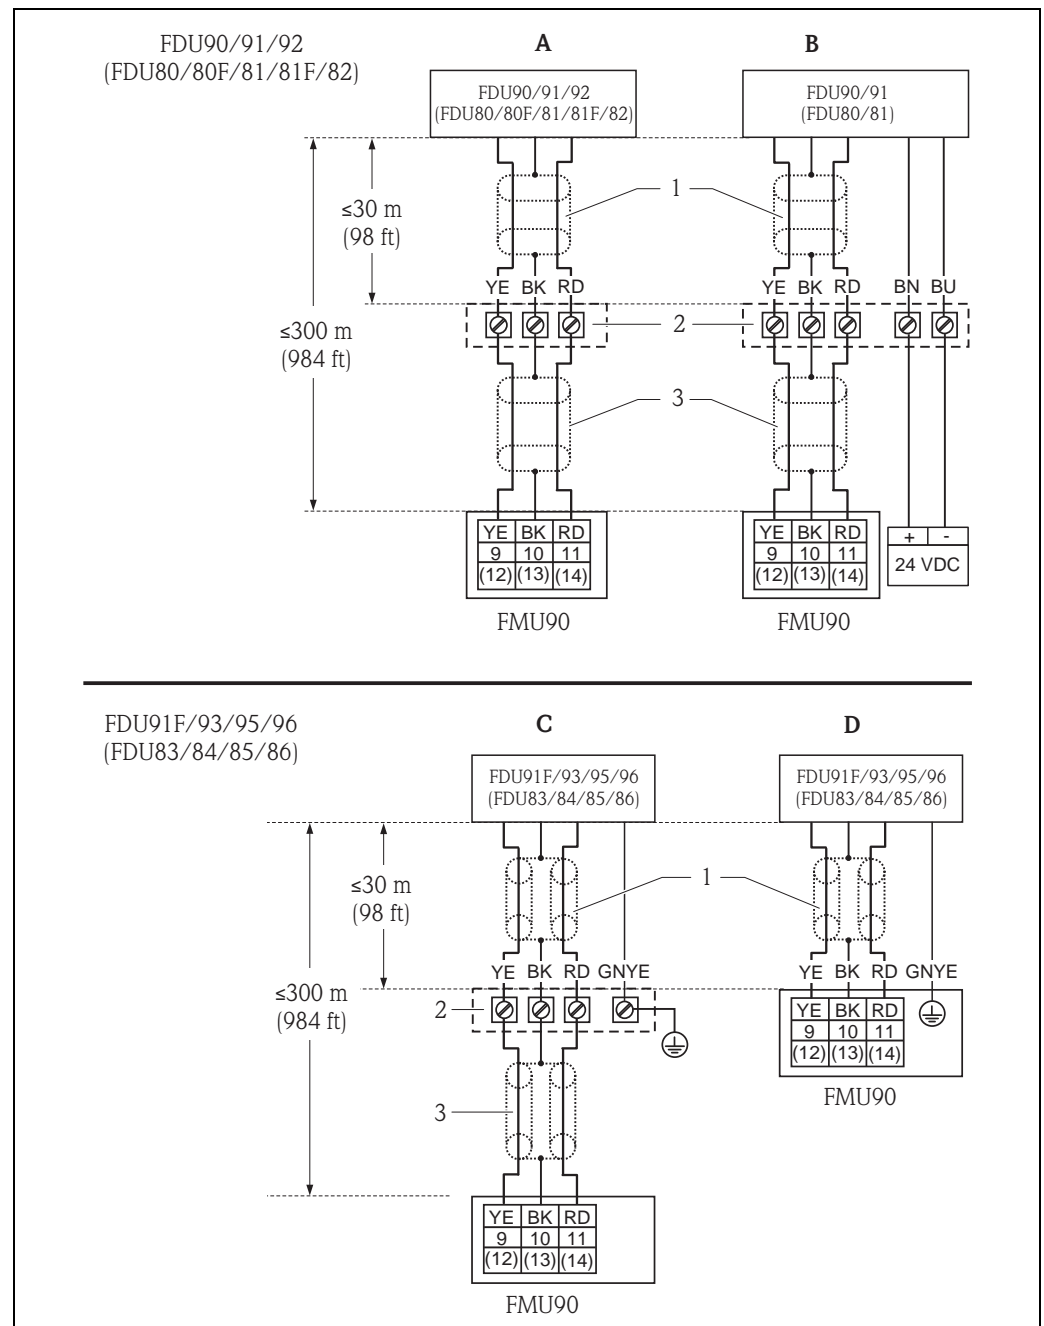 FDU90/91/92
(FDU80/80F/81/81F/82)
A
B
FDU90/91/92
(FDU80/80F/81/81F/82)
FDU90/91
(FDU80/81)
≤30 m
(98 ft)
1
YE BK RD
YE BK RD BN BU
≤300 m
(984 ft)
2
3
YE BK RD
9 10 11
(12) (13) (14)
FMU90
YE BK RD
9 10 11
(12) (13) (14)
FMU90
+ -
24 VDC
FDU91F/93/95/96
(FDU83/84/85/86)
C
D
FDU91F/93/95/96
(FDU83/84/85/86)
FDU91F/93/95/96
(FDU83/84/85/86)
≤30 m
(98 ft)
1
YE BK RD GNYE
YE BK RD GNYE
≤300 m
(984 ft)
2
YE BK RD
9 10 11
(12) (13) (14)
FMU90
3
YE BK RD
9 10 11
(12) (13) (14)
FMU90